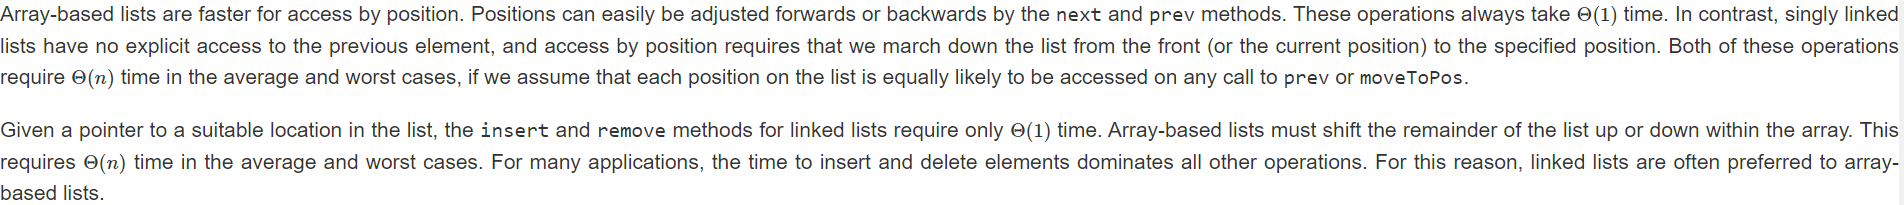 Array-based lists are faster for access by position. Positions can easily be adjusted forwards or backwards by the next and prev methods. These operations always take Θ(1) time. In contrast, singly linked
lists have no explicit access to the previous element, and access by position requires that we march down the list from the front (or the current position) to the specified position. Both of these operations
require Θ(n) time in the average and worst cases, if we assume that each position on the list is equally likely to be accessed on any call to prev or moveToPos.
Given a pointer to a suitable location in the list, the insert and remove methods for linked lists require only Θ(1) time. Array-based lists must shift the remainder of the list up or down within the array. This
requires Θ(n) time in the average and worst cases. For many applications, the time to insert and delete elements dominates all other operations. For this reason, linked lists are often preferred to array-
based lists.